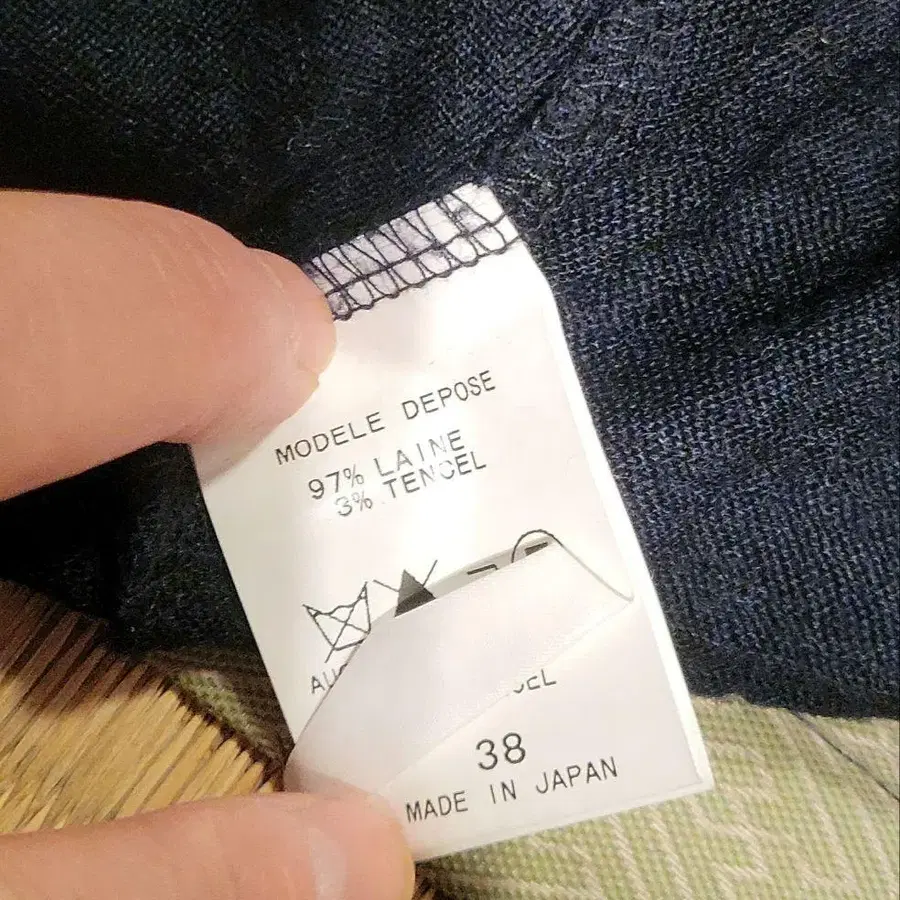 MODELE DEPOSE
97% LAINE
3% TENCEL
38
MADE IN JAPAN